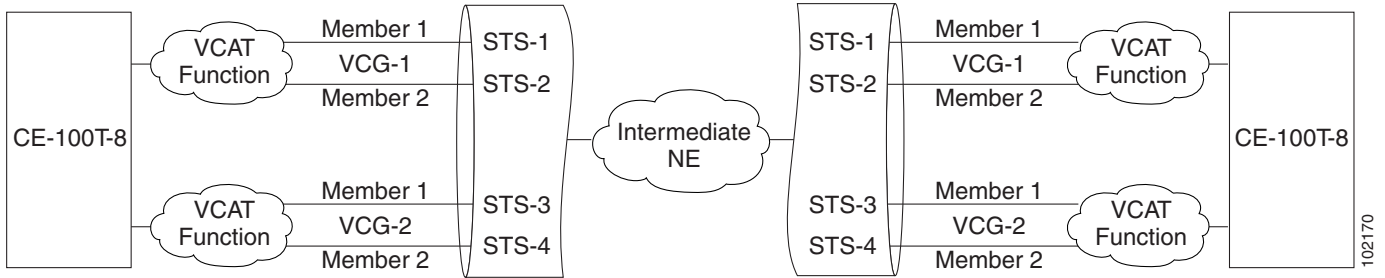 CE-100T-8
VCAT
Function
Member 1
VCG-1
Member 2
STS-1
STS-2
VCAT
Function
Member 1
VCG-2
Member 2
STS-3
STS-4
Intermediate
NE
STS-1
STS-2
Member 1
VCG-1
Member 2
VCAT
Function
STS-3
STS-4
Member 1
VCG-2
Member 2
VCAT
Function
CE-100T-8
102170